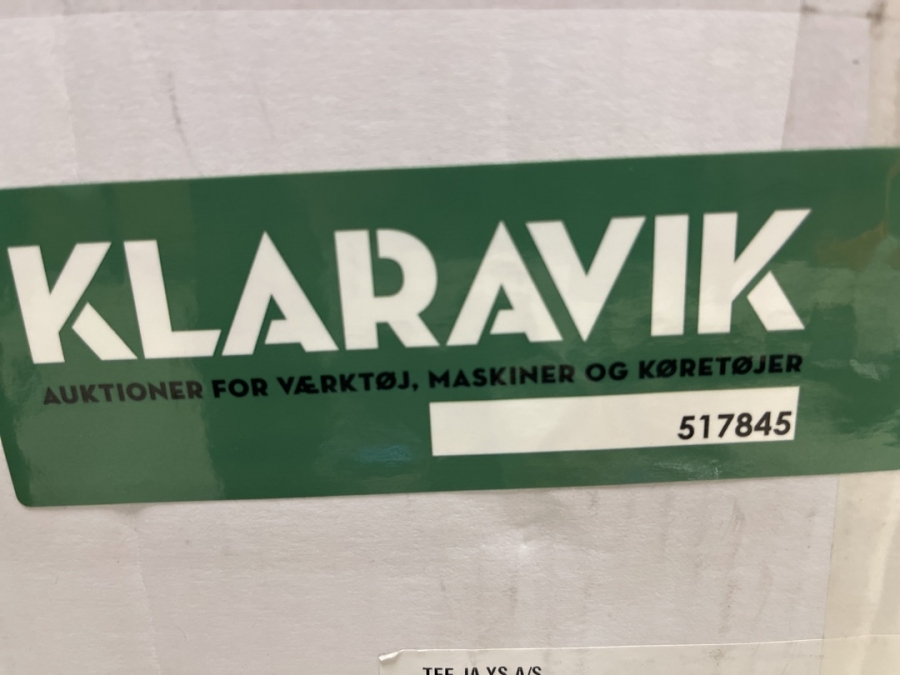 KLARAVIK
AUKTIONER FOR VÆRKTØJ, MASKINER OG KØRETØJER
517845
A/S